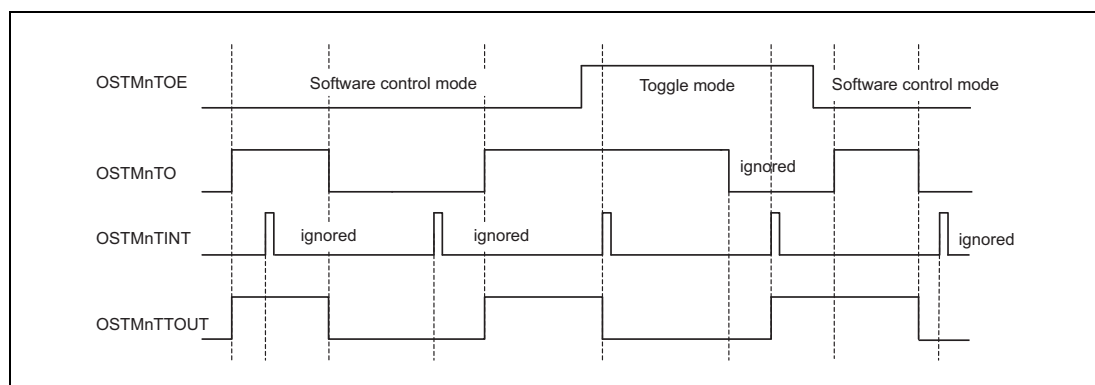 OSTMnTOE
Software control mode
Toggle mode
Software control mode
OSTMnTO
ignored
OSTMnTINT
ignored
ignored
ignored
OSTMnTTOUT